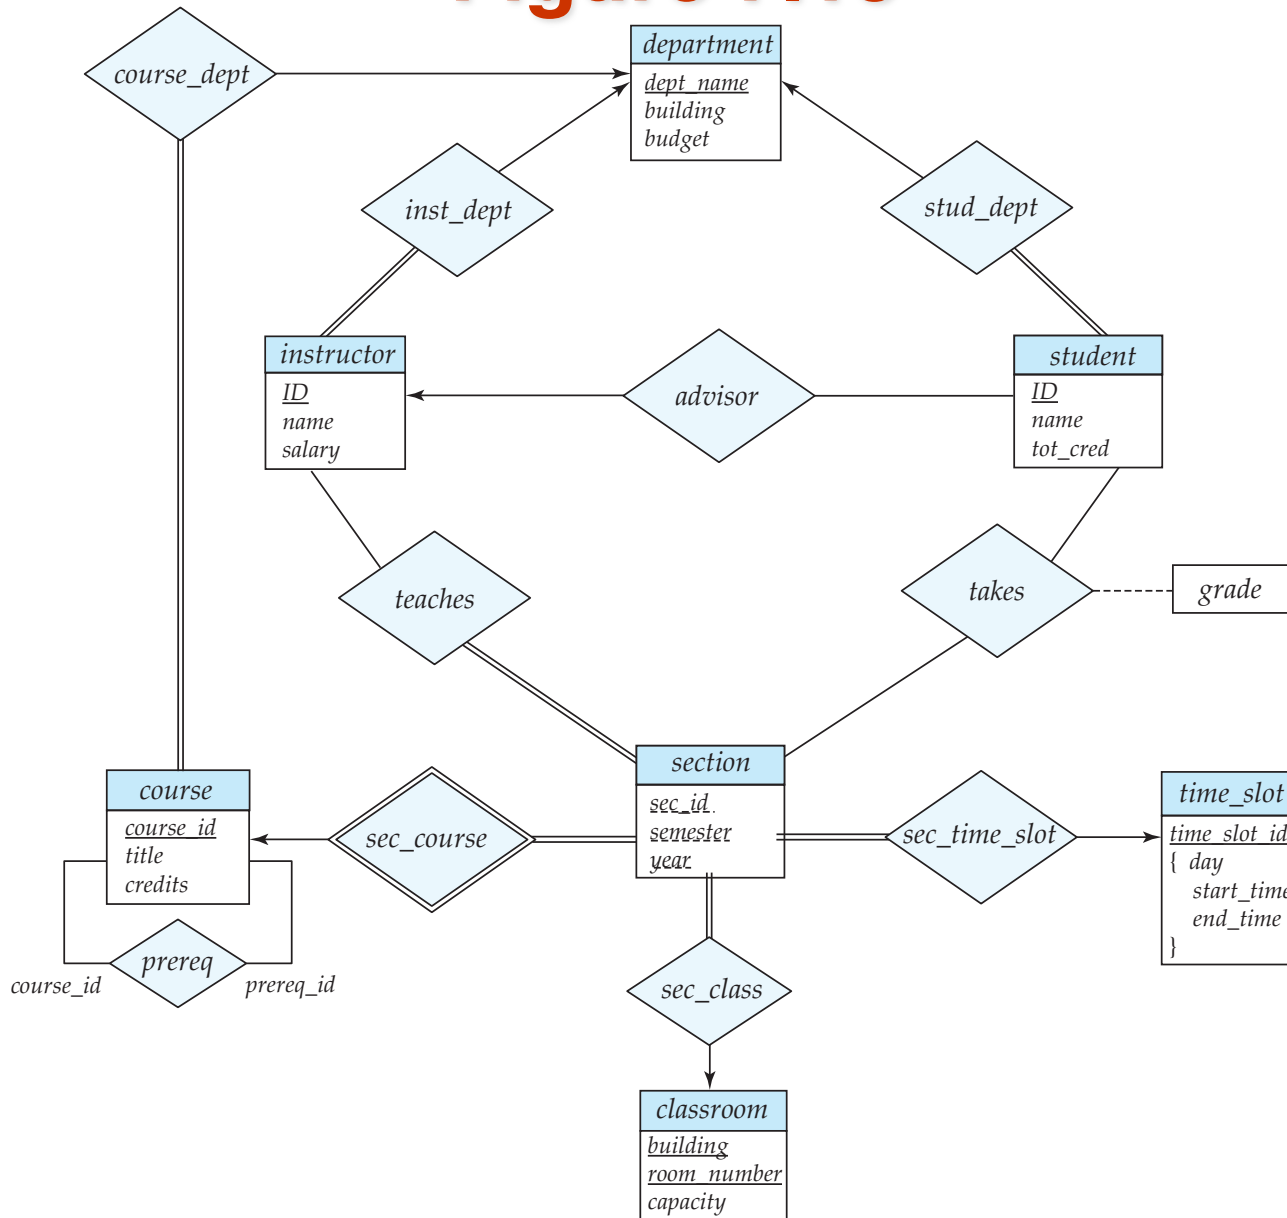 department
course_dept
dept_name
building
budget
inst_dept
stud_dept
instructor
ID
name
salary
advisor
student
ID
name
tot_cred
teaches
takes
grade
section
sec_id
semester
year
course
course_id
title
credits
sec_course
sec_time_slot
time_slot
time_slot_id
{ day
start_time
end_time
}
prereq
course_id
prereq_id
sec_class
classroom
building
room_number
capacity